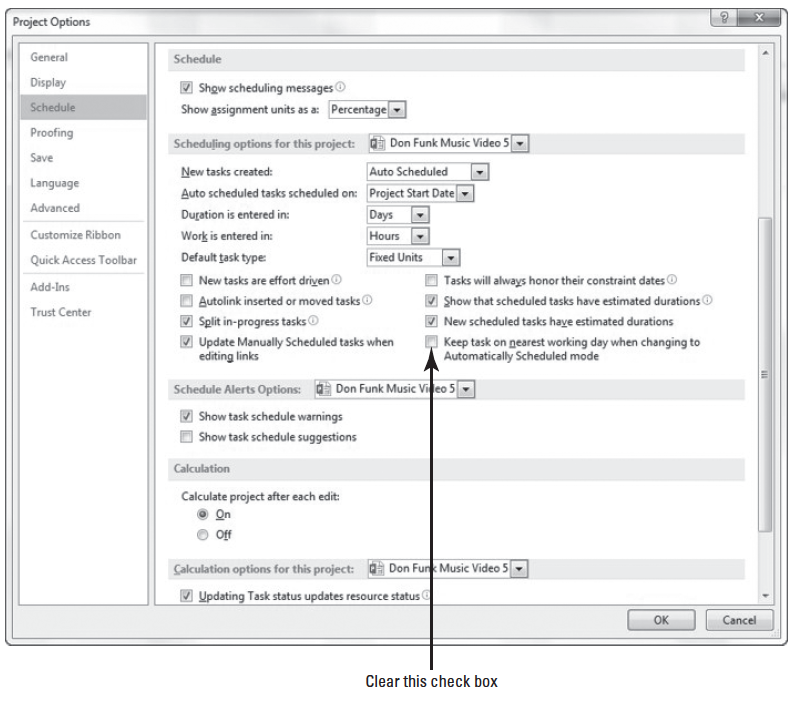 Project Options
General
Display
Schedule
Proofing
Save
Language
Advanced
Customize Ribbon
Quick Access Toolbar
Add-Ins
Trust Center
Schedule
Show scheduling messages
Show assignment units as a: Percentage
Scheduling options for this project: Don Funk Music Video 5
New tasks created: Auto Scheduled
Auto scheduled tasks scheduled on: Project Start Date
Duration is entered in: Days
Work is entered in: Hours
Default task type: Fixed Units
New tasks are effort driven
Autolink inserted or moved tasks
Split in-progress tasks
Update Manually Scheduled tasks when
editing links
Tasks will always honor their constraint dates
Show that scheduled tasks have estimated durations
New scheduled tasks have estimated durations
Keep task on nearest working day when changing to
Automatically Scheduled mode
Schedule Alerts Options: Don Funk Music Video 5
Show task schedule warnings
Show task schedule suggestions
Calculation
Calculate project after each edit:
On
Off
Calculation options for this project: Don Funk Music Video 5
Updating Task status updates resource status
OK
Cancel
Clear this check box